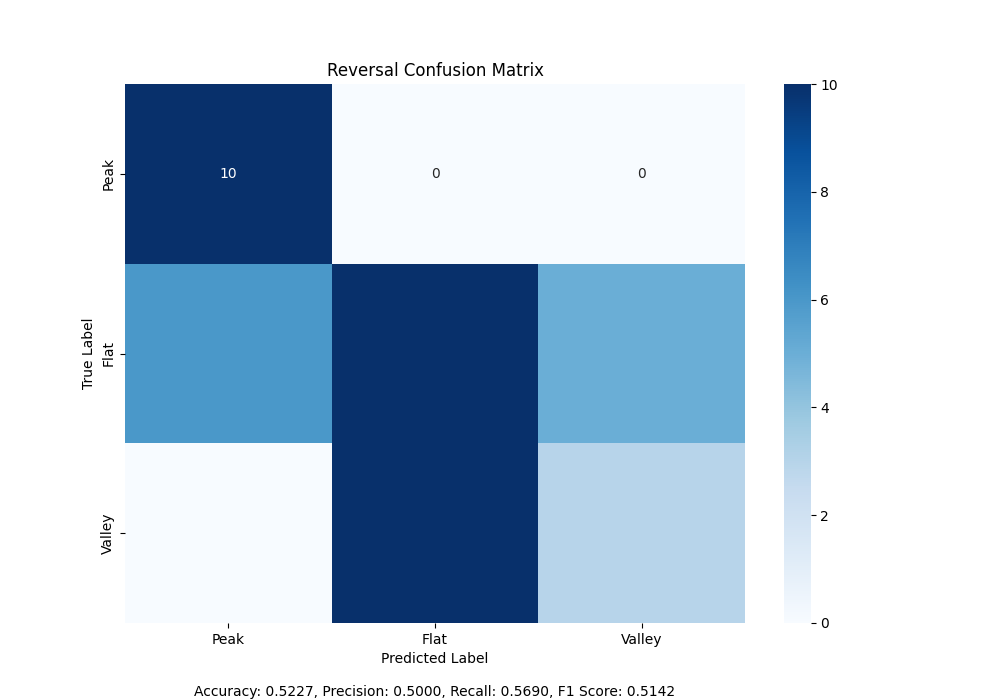 Reversal Confusion Matrix
10 0 0
Peak
Flat
Valley
True Label
Peak Flat Valley
Predicted Label
10
8
6
4
2
0
Accuracy: 0.5227, Precision: 0.5000, Recall: 0.5690, F1 Score: 0.5142